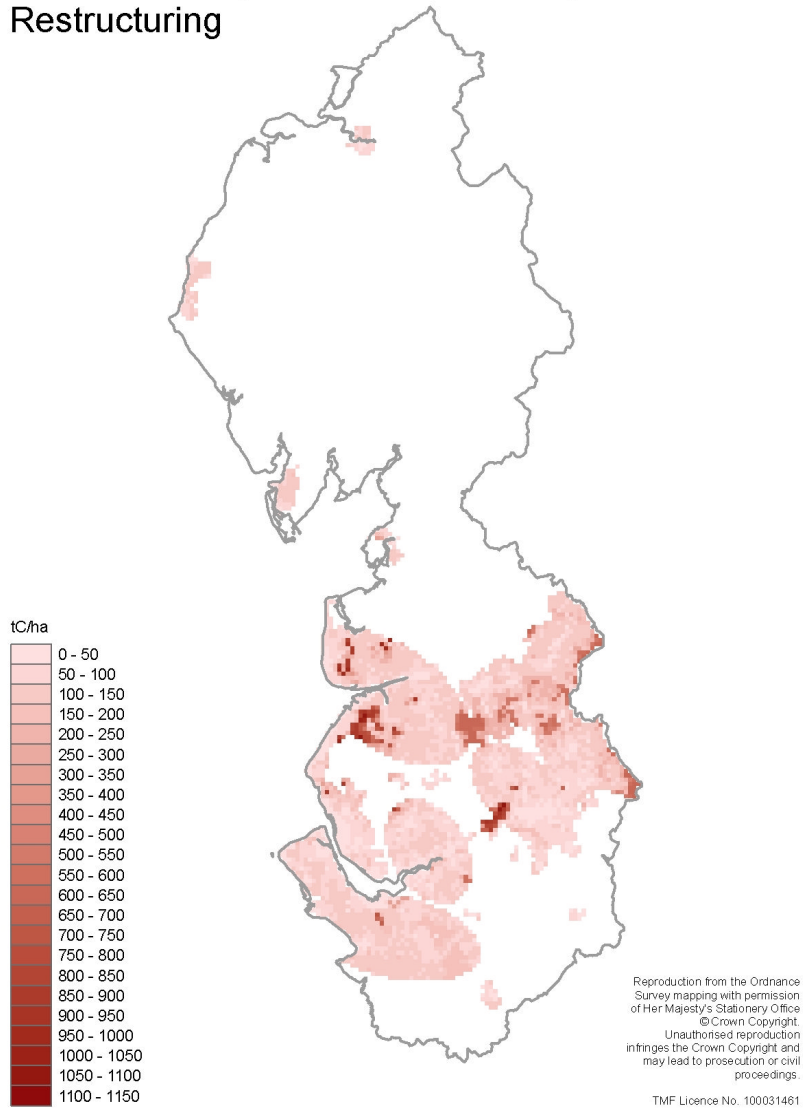 Restructuring
tC/ha
0 - 50
50 - 100
100 - 150
150 - 200
200 - 250
250 - 300
300 - 350
350 - 400
400 - 450
450 - 500
500 - 550
550 - 600
600 - 650
650 - 700
700 - 750
750 - 800
800 - 850
850 - 900
900 - 950
950 - 1000
1000 - 1050
1050 - 1100
1100 - 1150
Reproduction from the Ordnance
Survey mapping with permission
of Her Majesty's Stationery Office
© Crown Copyright.
Unauthorised reproduction
infringes the Crown Copyright and
may lead to prosecution or civil
proceedings.
TMF Licence No. 100031461